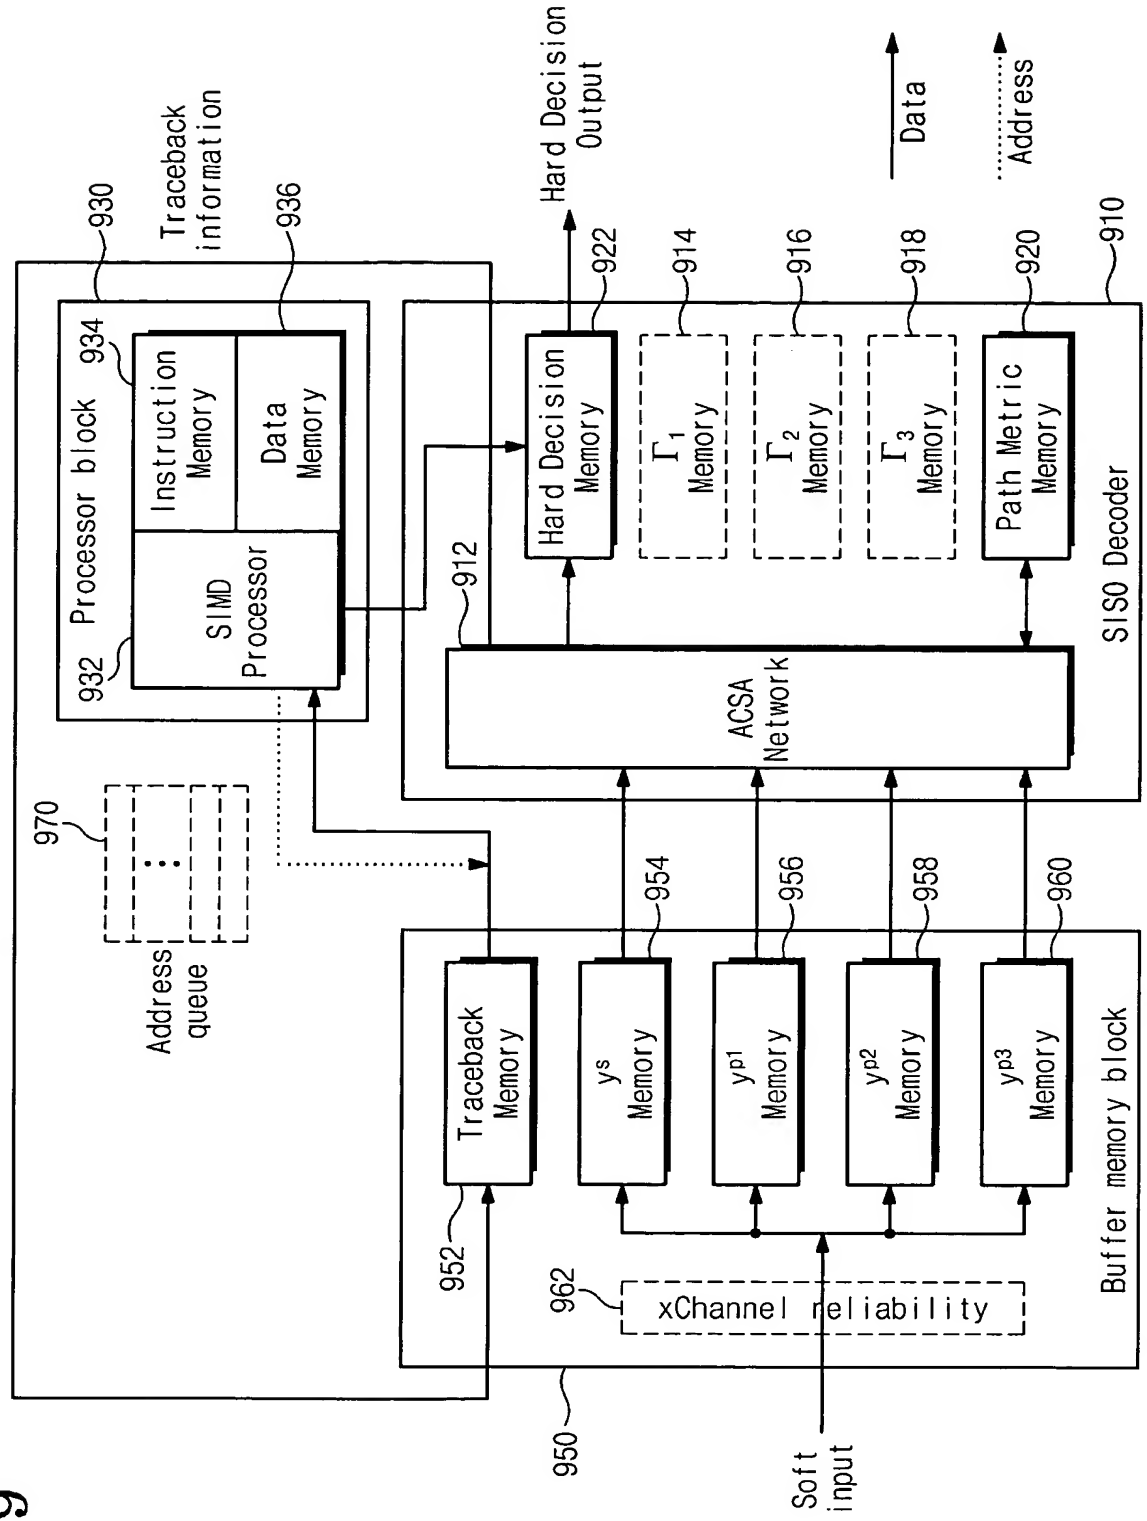 9
Traceback
information
Processor block
930
932
934
936
SIMD
Processor
Instruction
Memory
Data
Memory
970
Address
queue
Hard Decision
Output
Data
Address
950
952
Traceback
Memory
954
yˢ
Memory
956
yᵖ¹
Memory
958
yᵖ²
Memory
960
yᵖ³
Memory
962
xChannel reliability
Soft
input
Buffer memory block
912
ACSA
Network
922
Hard Decision
Memory
914
Γ₁
Memory
916
Γ₂
Memory
918
Γ₃
Memory
920
Path Metric
Memory
910
SISO Decoder